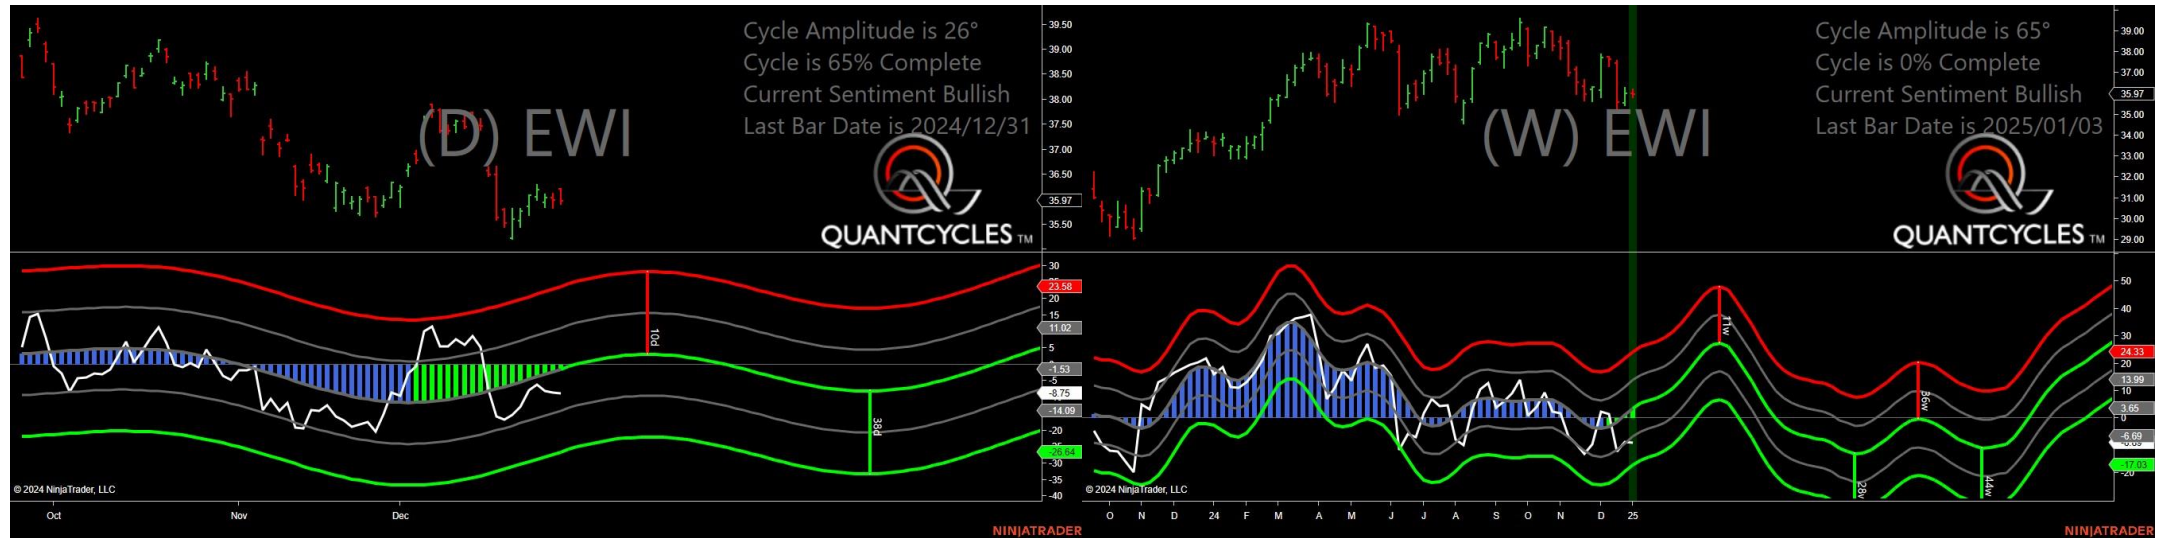 Cycle Amplitude is 26°
Cycle is 65% Complete
Current Sentiment Bullish
Last Bar Date is 2024/12/31
(D) EWI
QUANTCYCLES TM
39.50
39.00
38.50
38.00
37.50
37.00
36.50
35.97
35.50
30
23.58
20
15
11.02
5
-1.53
-5
-8.75
-14.09
-20
-26.64
-30
-35
-40
10d
38d
© 2024 NinjaTrader, LLC
Oct Nov Dec
NINJATRADER
Cycle Amplitude is 65°
Cycle is 0% Complete
Current Sentiment Bullish
Last Bar Date is 2025/01/03
(W) EWI
QUANTCYCLES TM
39.00
38.00
37.00
35.97
35.00
34.00
33.00
32.00
31.00
30.00
29.00
50
40
30
24.33
20
13.99
3.65
0
-6.69
-17.03
-20
11w
36w
28w
44w
© 2024 NinjaTrader, LLC
O N D 24 F M A M J J A S O N D 25
NINJATRADER